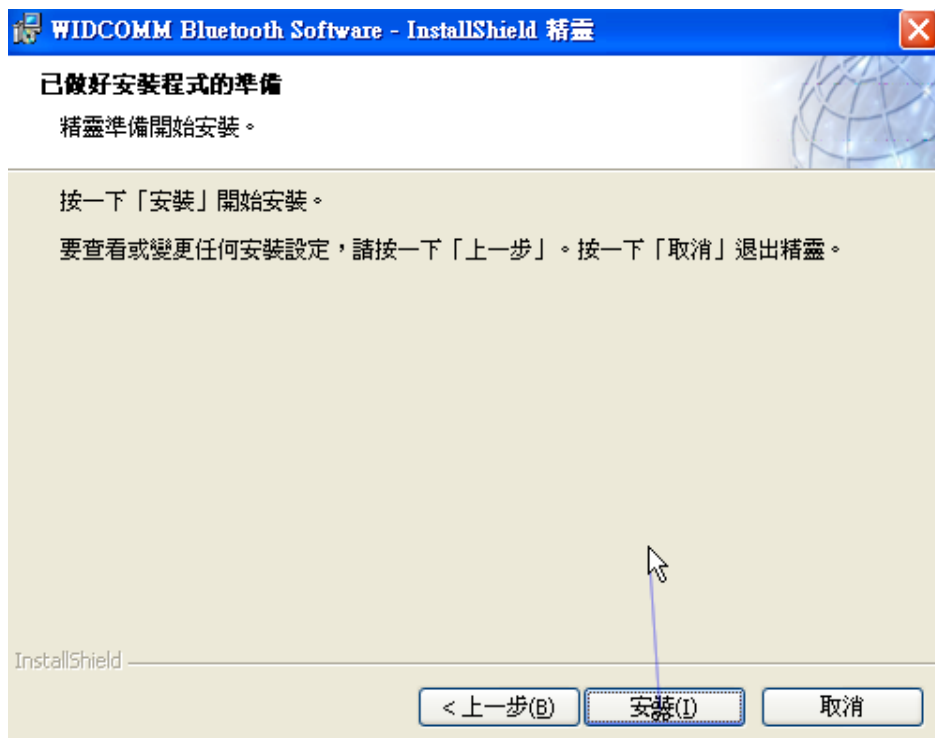 WIDCOMM Bluetooth Software - InstallShield 精靈
已做好安裝程式的準備
精靈準備開始安裝。
按一下「安裝」開始安裝。
要查看或變更任何安裝設定，請按一下「上一步」。按一下「取消」退出精靈。
InstallShield
< 上一步(B) 安裝(I) 取消